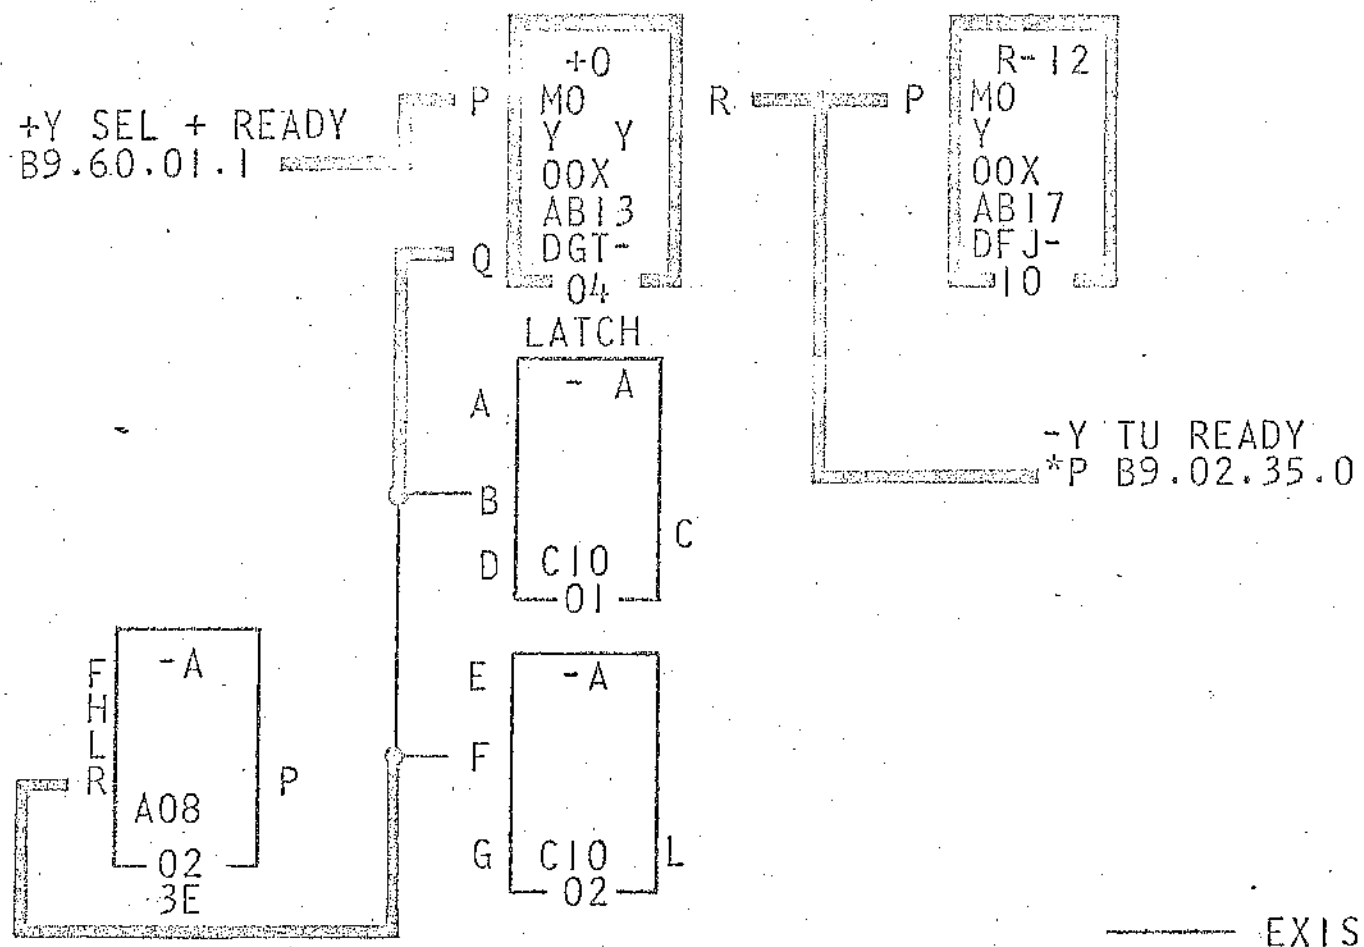 +Y SEL + READY
B9.60.01.1
P
Q
+O
MO
Y Y
00X
AB13
DGT-
04
R
P
R-12
MO
Y
00X
AB17
DFJ-
10
LATCH
- A
A
B
D
C10
01
C
-Y TU READY
*P B9.02.35.0
F
H
L
R
-A
A08
02
3E
P
E
F
G
-A
C10
02
L
EXIS